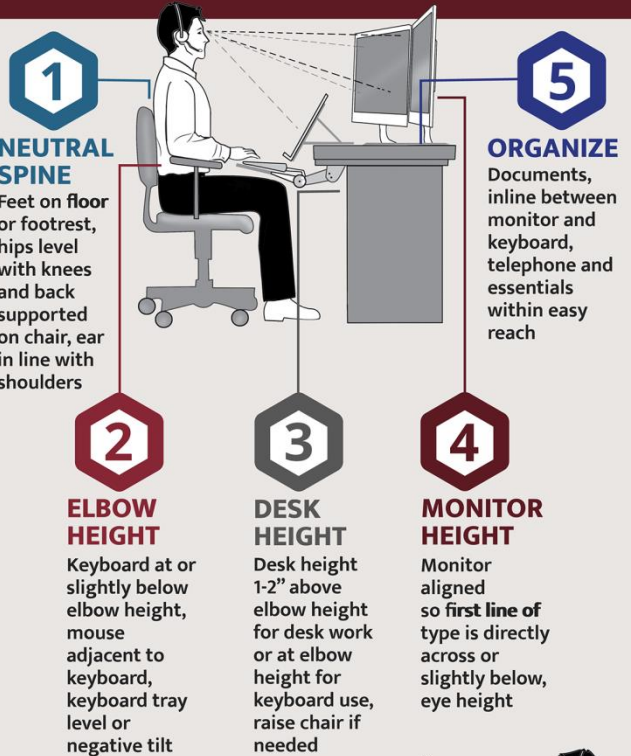 1
NEUTRAL
SPINE
Feet on floor
or footrest,
hips level
with knees
and back
supported
on chair, ear
in line with
shoulders
5
ORGANIZE
Documents,
inline between
monitor and
keyboard,
telephone and
essentials
within easy
reach
2
ELBOW
HEIGHT
Keyboard at or
slightly below
elbow height,
mouse
adjacent to
keyboard,
keyboard tray
level or
negative tilt
3
DESK
HEIGHT
Desk height
1-2” above
elbow height
for desk work
or at elbow
height for
keyboard use,
raise chair if
needed
4
MONITOR
HEIGHT
Monitor
aligned
so first line of
type is directly
across or
slightly below,
eye height